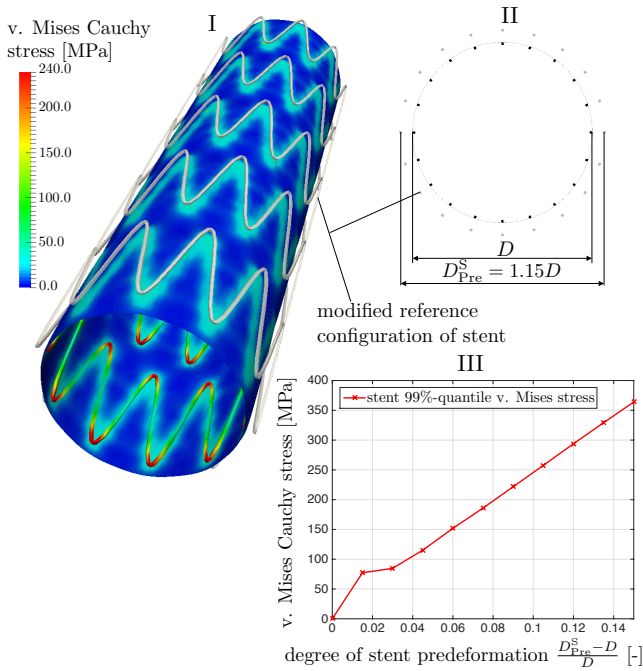 v. Mises Cauchy
stress [MPa]
240.0
200.0
150.0
100.0
50.0
0.0
I
II
D
D^S_Pre = 1.15D
modified reference
configuration of stent
III
stent 99%-quantile v. Mises stress
v. Mises Cauchy stress [MPa]
400
350
300
250
200
150
100
50
0
0 0.02 0.04 0.06 0.08 0.1 0.12 0.14
degree of stent predeformation (D^S_Pre − D)/D [-]